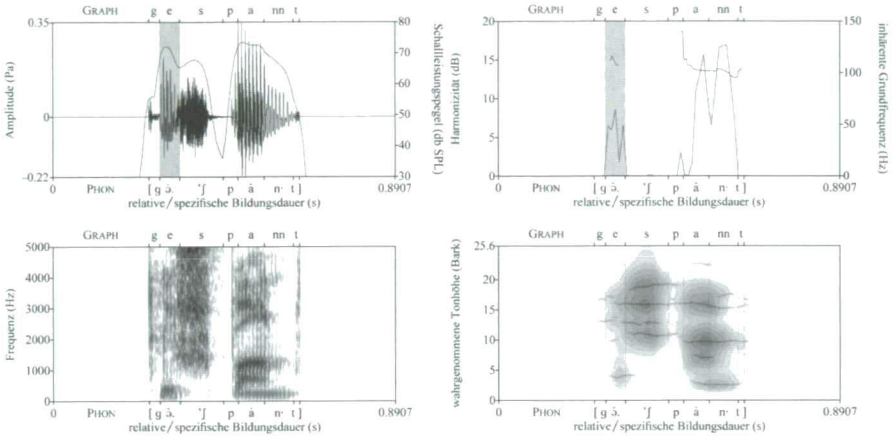 GRAPH g e s p a nn t
0.35
80
70
60
50
40
30
0
-0.22
Amplitude (Pa)
Schalleistungspegel (db SPL)
0 PHON [ g ə. 'ʃ p á n· t ] 0.8907
relative/spezifische Bildungsdauer (s)
GRAPH g e s p a nn t
20
15
10
5
0
150
100
50
0
Harmonizität (dB)
inhärente Grundfrequenz (Hz)
0 PHON [ g ə. 'ʃ p á n· t ] 0.8907
relative/spezifische Bildungsdauer (s)
GRAPH g e s p a nn t
5000
4000
3000
2000
1000
0
Frequenz (Hz)
0 PHON [ g ə. 'ʃ p á n· t ] 0.8907
relative/spezifische Bildungsdauer (s)
GRAPH g e s p a nn t
25.6
20
15
10
5
0
wahrgenommene Tonhöhe (Bark)
0 PHON [ g ə. 'ʃ p á n· t ] 0.8907
relative/spezifische Bildungsdauer (s)